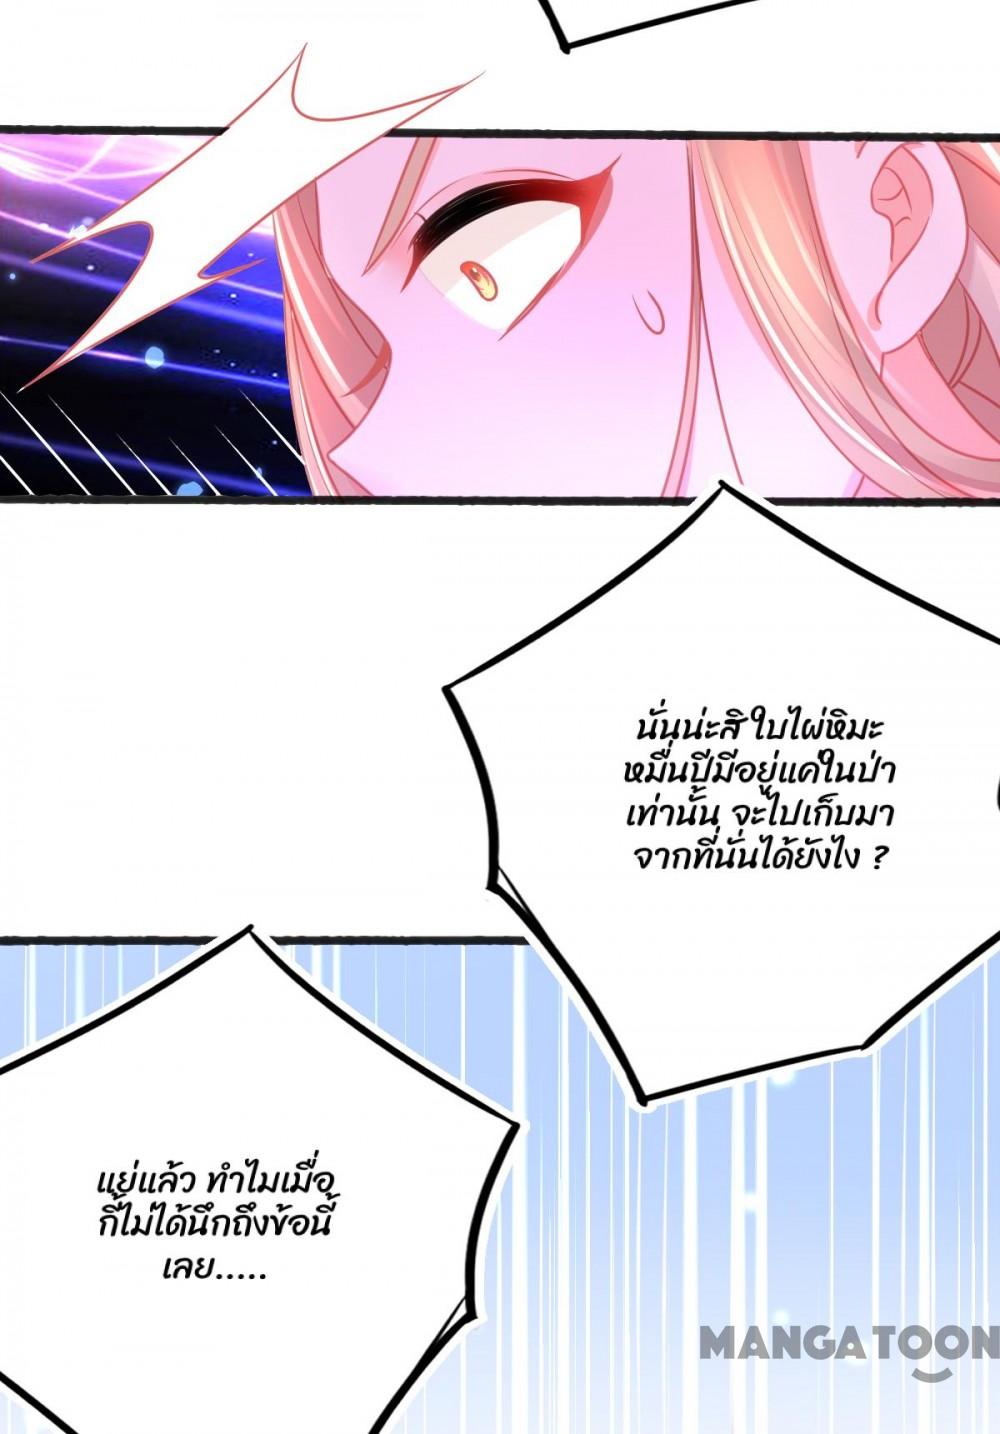 นั่นน่ะสิ ใบไผ่หิมะ
หมื่นปีมีอยู่แค่ในป่า
เท่านั้น จะไปเก็บมา
จากที่นั่นได้ยังไง ?
แย่แล้ว ทำไมเมื่อ
กี้ไม่ได้นึกถึงข้อนี้
เลย.....
MANGATOON